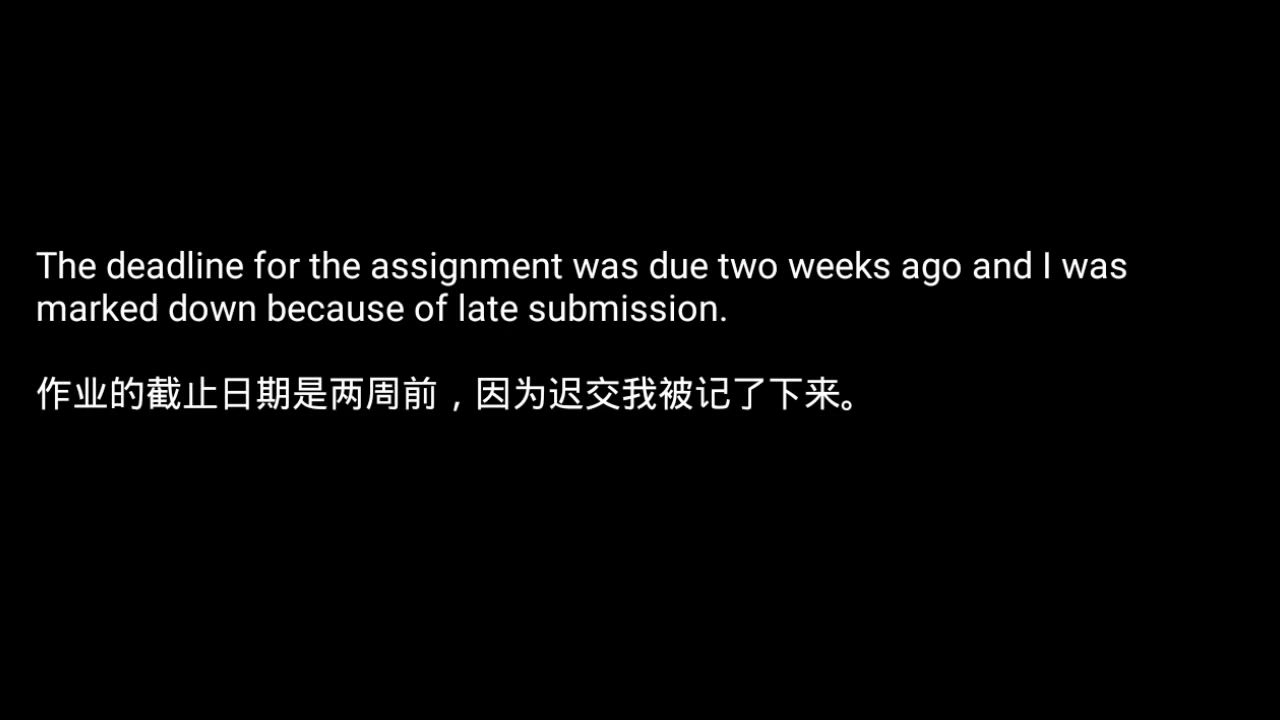 The deadline for the assignment was due two weeks ago and I was
marked down because of late submission.
作业的截止日期是两周前，因为迟交我被记了下来。